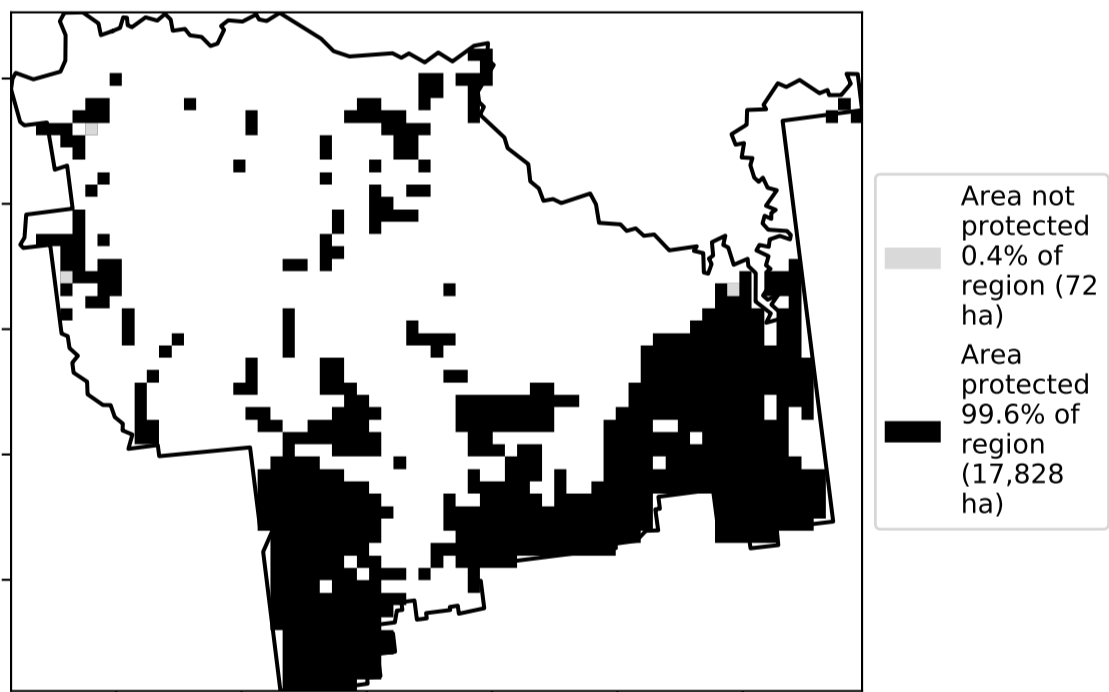 Area not
protected
0.4% of
region (72
ha)
Area
protected
99.6% of
region
(17,828
ha)